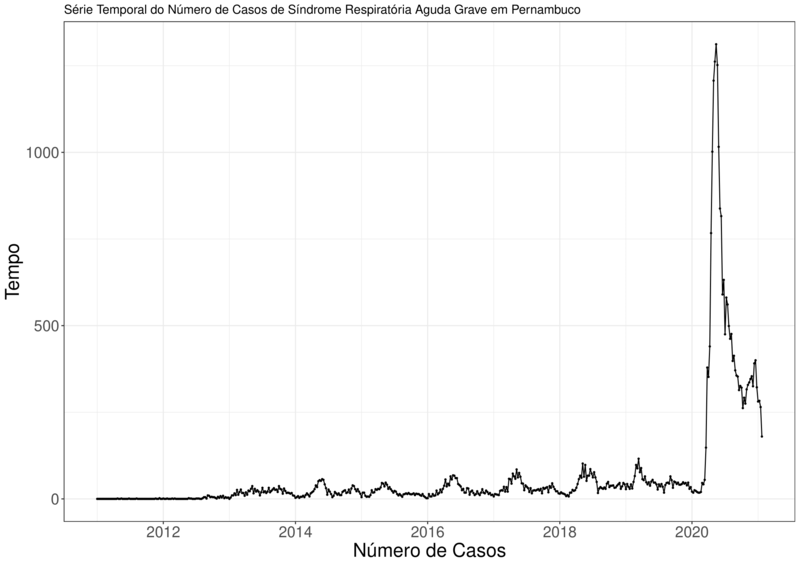 Série Temporal do Número de Casos de Síndrome Respiratória Aguda Grave em Pernambuco
1000
500
0
Tempo
2012 2014 2016 2018 2020
Número de Casos